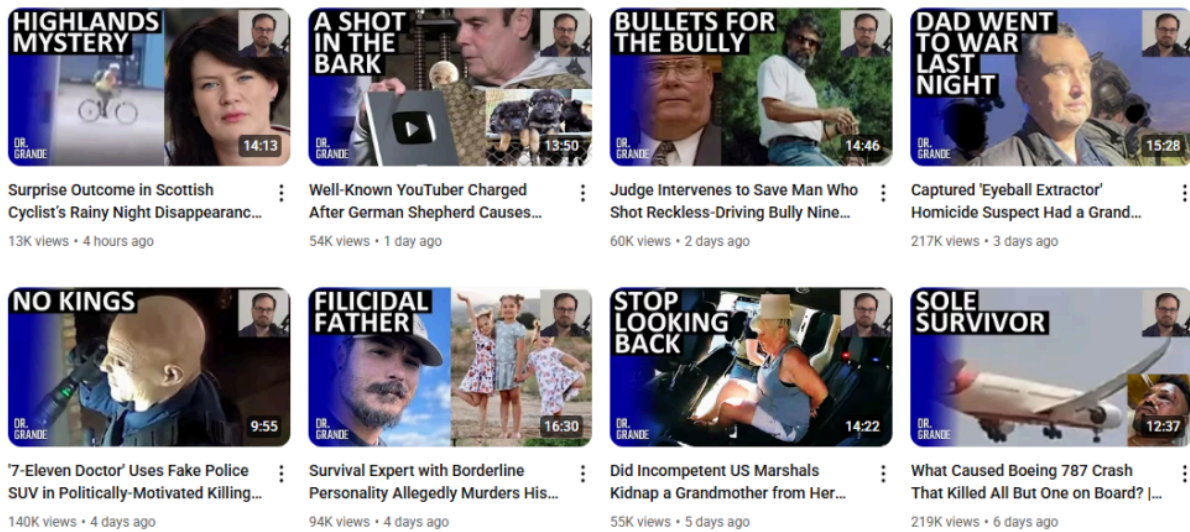 HIGHLANDS
MYSTERY
DR.
GRANDE
14:13
A SHOT
IN THE
BARK
DR.
GRANDE
13:50
BULLETS FOR
THE BULLY
DR.
GRANDE
14:46
DAD WENT
TO WAR
LAST
NIGHT
DR.
GRANDE
15:28
Surprise Outcome in Scottish
Cyclist's Rainy Night Disappearanc...
13K views • 4 hours ago
Well-Known YouTuber Charged
After German Shepherd Causes...
54K views • 1 day ago
Judge Intervenes to Save Man Who
Shot Reckless-Driving Bully Nine...
60K views • 2 days ago
Captured 'Eyeball Extractor'
Homicide Suspect Had a Grand...
217K views • 3 days ago
NO KINGS
DR.
GRANDE
9:55
FILICIDAL
FATHER
DR.
GRANDE
16:30
STOP
LOOKING
BACK
DR.
GRANDE
14:22
SOLE
SURVIVOR
DR.
GRANDE
12:37
'7-Eleven Doctor' Uses Fake Police
SUV in Politically-Motivated Killing...
140K views • 4 days ago
Survival Expert with Borderline
Personality Allegedly Murders His...
94K views • 4 days ago
Did Incompetent US Marshals
Kidnap a Grandmother from Her...
55K views • 5 days ago
What Caused Boeing 787 Crash
That Killed All But One on Board? |...
219K views • 6 days ago